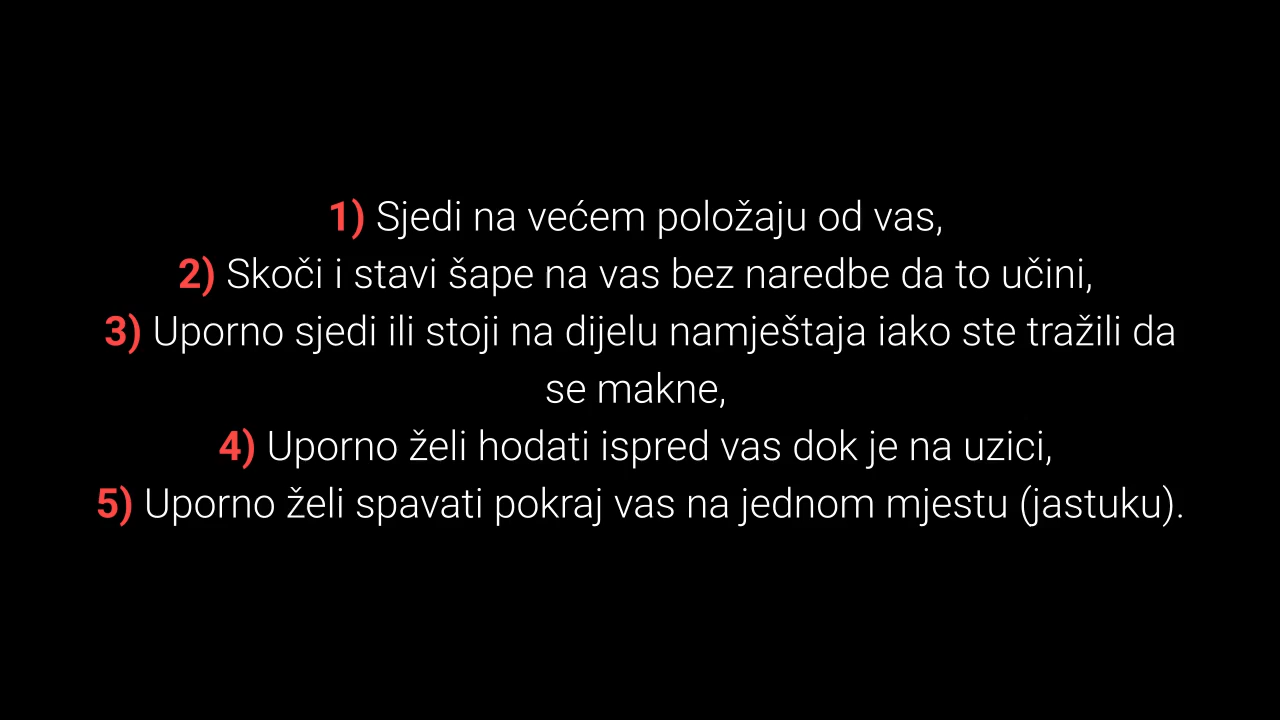 1) Sjedi na većem položaju od vas,
2) Skoči i stavi šape na vas bez naredbe da to učini,
3) Uporno sjedi ili stoji na dijelu namještaja iako ste tražili da
se makne,
4) Uporno želi hodati ispred vas dok je na uzici,
5) Uporno želi spavati pokraj vas na jednom mjestu (jastuku).